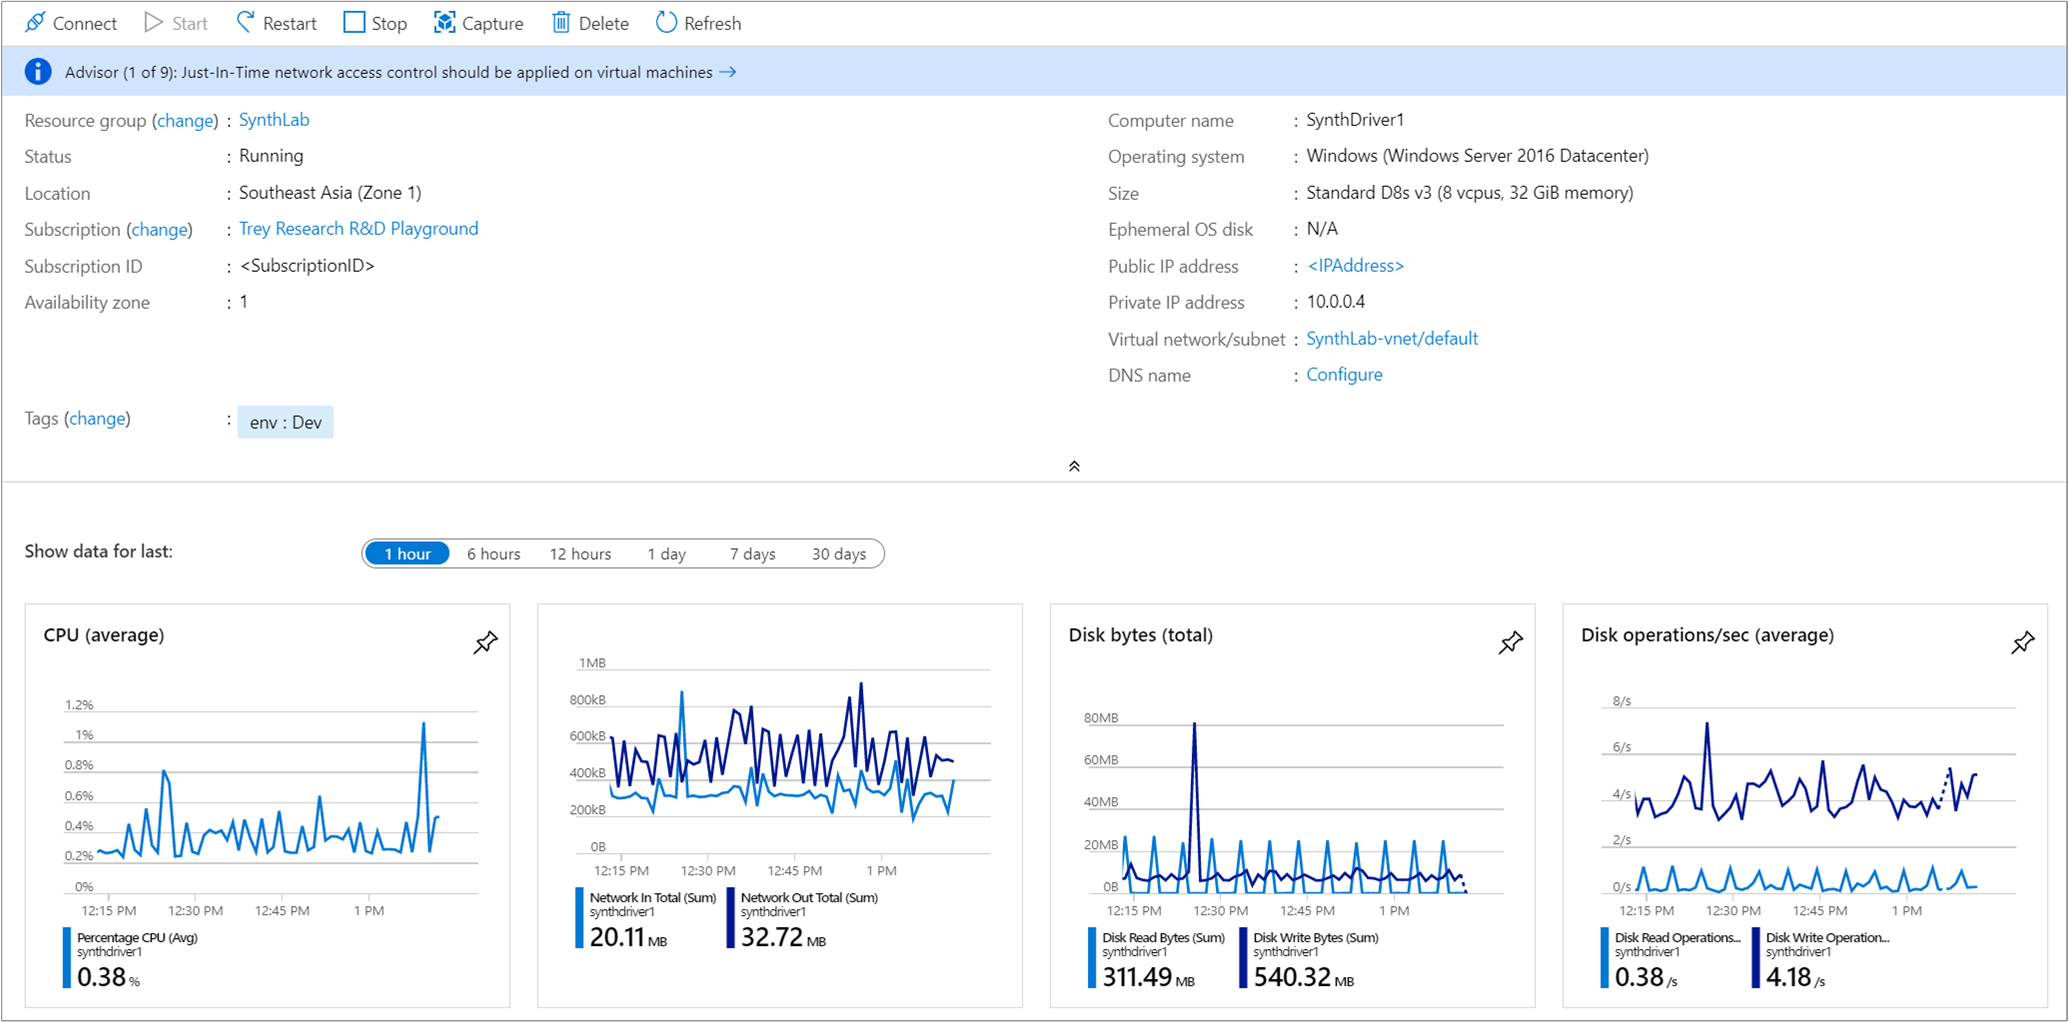 Connect Start Restart Stop Capture Delete Refresh
Advisor (1 of 9): Just-In-Time network access control should be applied on virtual machines →
Resource group (change) : SynthLab
Status : Running
Location : Southeast Asia (Zone 1)
Subscription (change) : Trey Research R&D Playground
Subscription ID : <SubscriptionID>
Availability zone : 1
Computer name : SynthDriver1
Operating system : Windows (Windows Server 2016 Datacenter)
Size : Standard D8s v3 (8 vcpus, 32 GiB memory)
Ephemeral OS disk : N/A
Public IP address : <IPAddress>
Private IP address : 10.0.0.4
Virtual network/subnet : SynthLab-vnet/default
DNS name : Configure
Tags (change) : env : Dev
Show data for last: 1 hour 6 hours 12 hours 1 day 7 days 30 days
CPU (average)
1.2%
1%
0.8%
0.6%
0.4%
0.2%
0%
12:15 PM 12:30 PM 12:45 PM 1 PM
Percentage CPU (Avg)
synthdriver1
0.38 %
1MB
800kB
600kB
400kB
200kB
0B
12:15 PM 12:30 PM 12:45 PM 1 PM
Network In Total (Sum)
synthdriver1
20.11 MB
Network Out Total (Sum)
synthdriver1
32.72 MB
Disk bytes (total)
80MB
60MB
40MB
20MB
0B
12:15 PM 12:30 PM 12:45 PM 1 PM
Disk Read Bytes (Sum)
synthdriver1
311.49 MB
Disk Write Bytes (Sum)
synthdriver1
540.32 MB
Disk operations/sec (average)
8/s
6/s
4/s
2/s
0/s
12:15 PM 12:30 PM 12:45 PM 1 PM
Disk Read Operations...
synthdriver1
0.38 /s
Disk Write Operation...
synthdriver1
4.18 /s